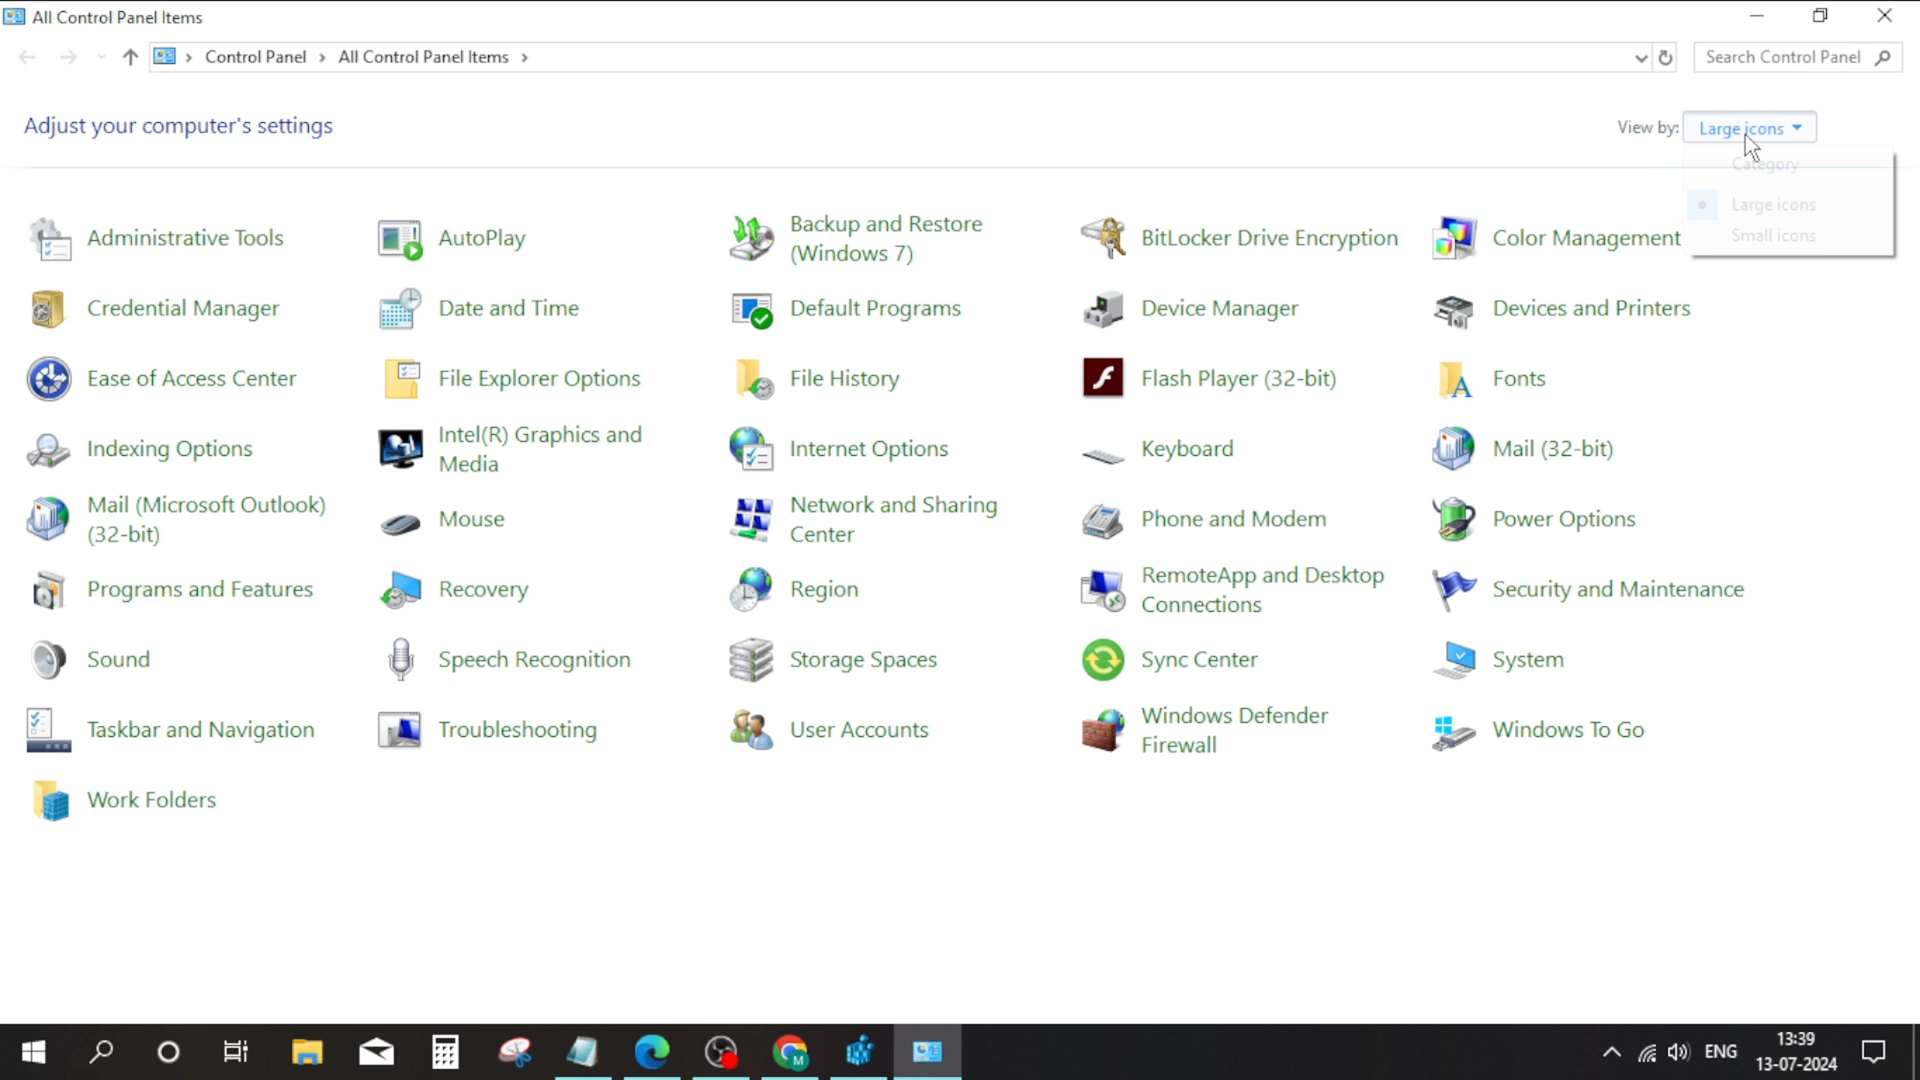 All Control Panel Items
Control Panel
All Control Panel Items
Search Control Panel
Adjust your computer's settings
View by:
Large icons
Category
Large icons
Small icons
Administrative Tools
AutoPlay
Backup and Restore
(Windows 7)
BitLocker Drive Encryption
Color Management
Credential Manager
Date and Time
Default Programs
Device Manager
Devices and Printers
Ease of Access Center
File Explorer Options
File History
Flash Player (32-bit)
Fonts
Indexing Options
Intel(R) Graphics and
Media
Internet Options
Keyboard
Mail (32-bit)
Mail (Microsoft Outlook)
(32-bit)
Mouse
Network and Sharing
Center
Phone and Modem
Power Options
Programs and Features
Recovery
Region
RemoteApp and Desktop
Connections
Security and Maintenance
Sound
Speech Recognition
Storage Spaces
Sync Center
System
Taskbar and Navigation
Troubleshooting
User Accounts
Windows Defender
Firewall
Windows To Go
Work Folders
M
ENG
13:39
13-07-2024